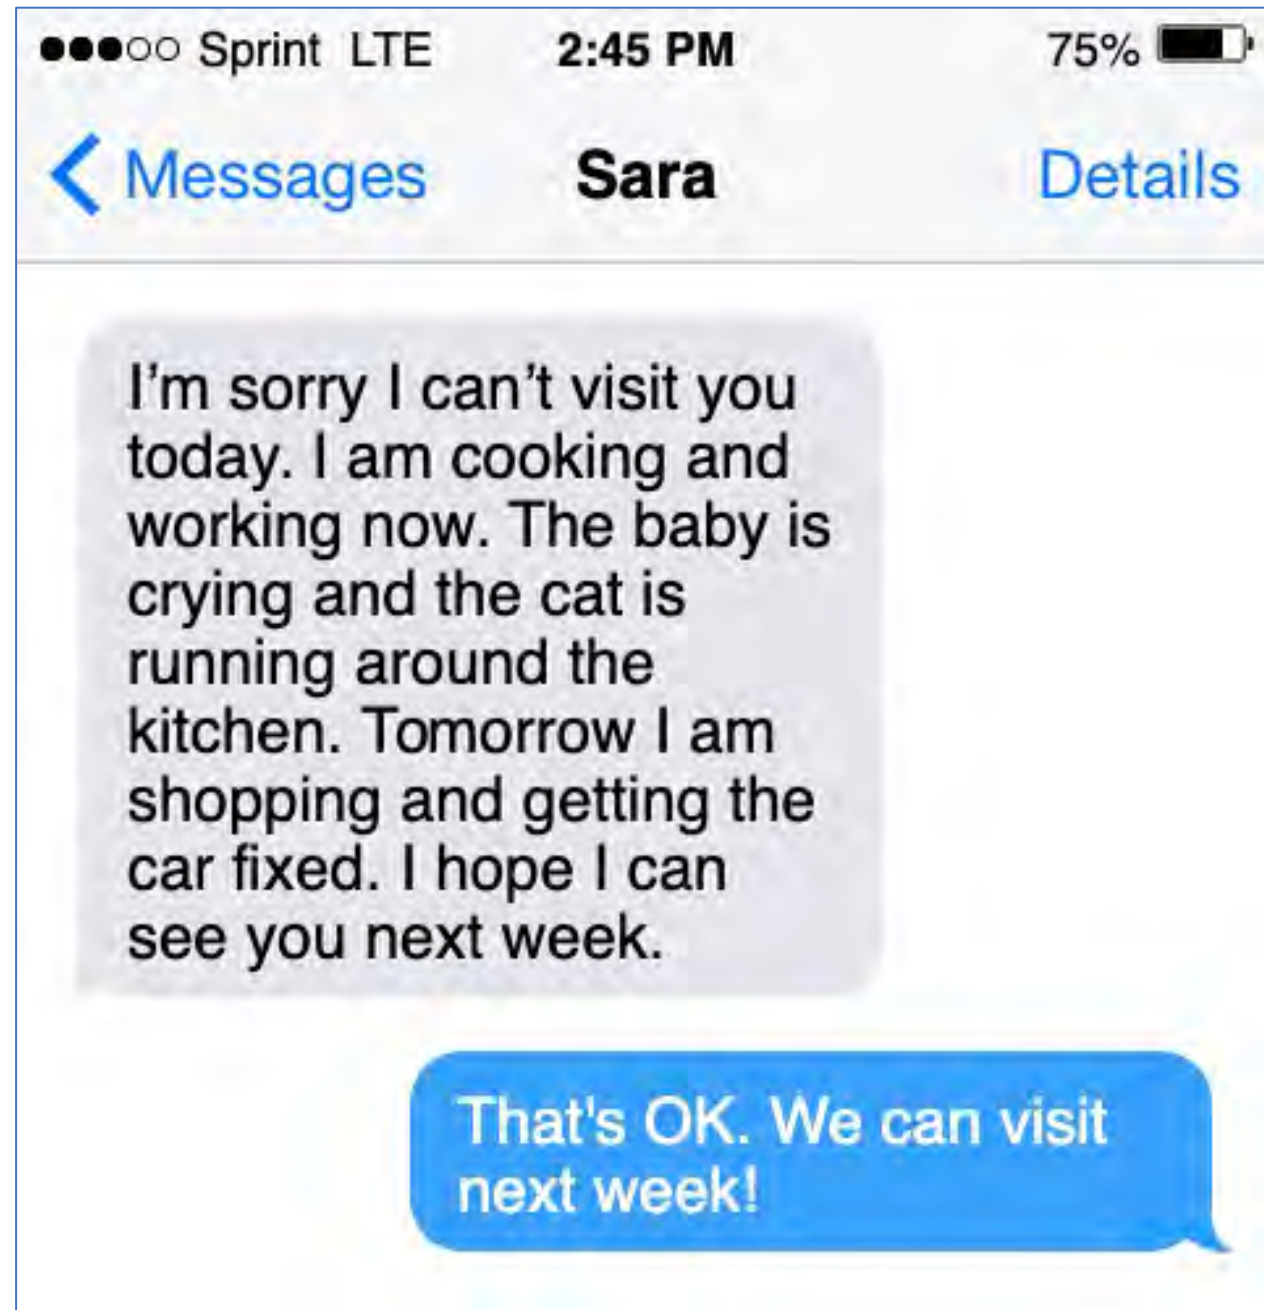 Sprint LTE 2:45 PM 75%
Messages Sara Details
I'm sorry I can't visit you
today. I am cooking and
working now. The baby is
crying and the cat is
running around the
kitchen. Tomorrow I am
shopping and getting the
car fixed. I hope I can
see you next week.
That's OK. We can visit
next week!